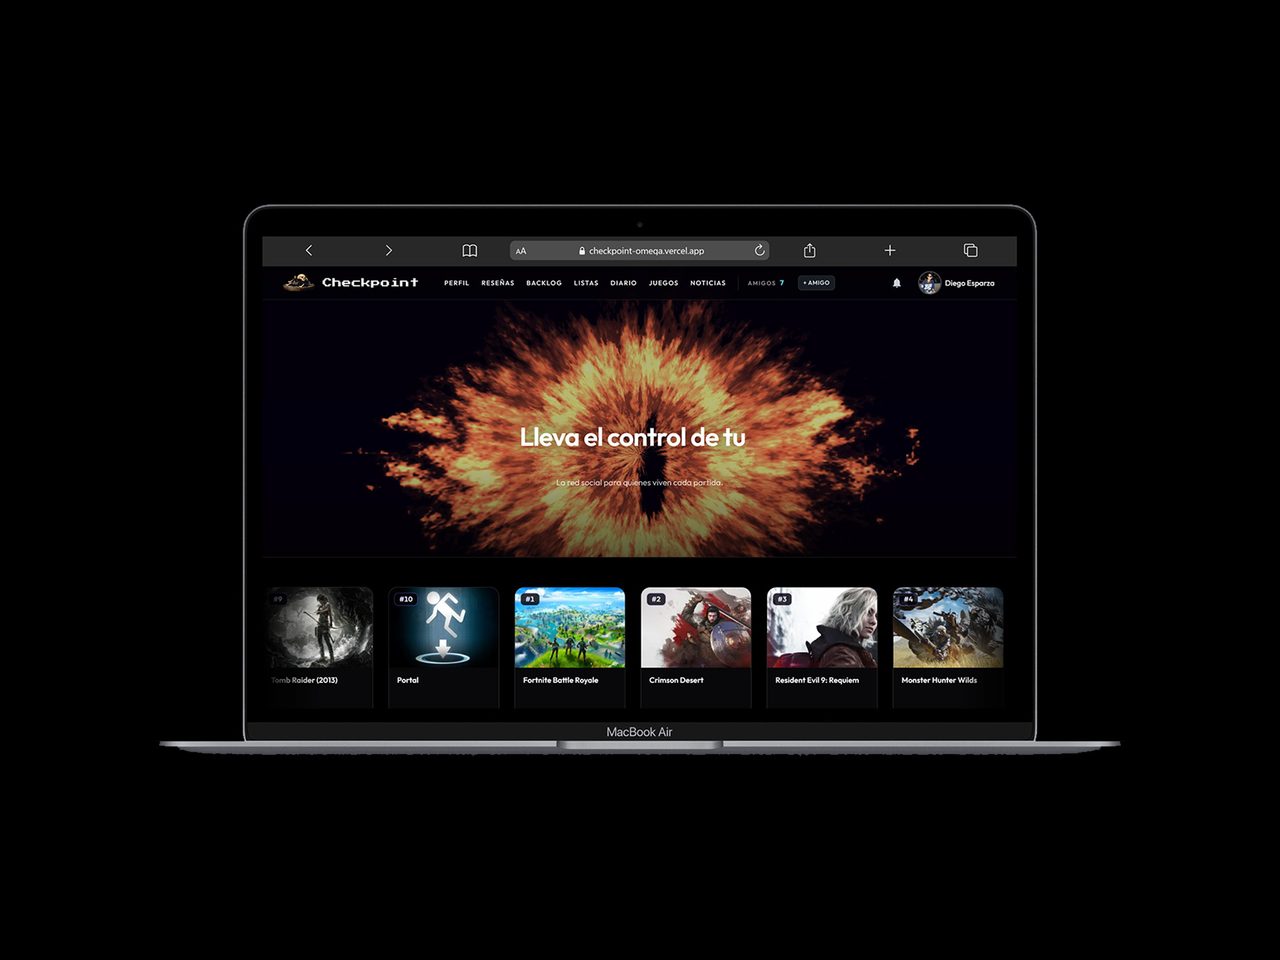 AA checkpoint-omega.vercel.app
Checkpoint PERFIL RESEÑAS BACKLOG LISTAS DIARIO JUEGOS NOTICIAS AMIGOS 7 + AMIGO Diego Esparza
Lleva el control de tu
La red social para quienes viven cada partida.
#9 #10 #1 #2 #3 #4
Tomb Raider (2013) Portal Fortnite Battle Royale Crimson Desert Resident Evil 9: Requiem Monster Hunter Wilds
MacBook Air